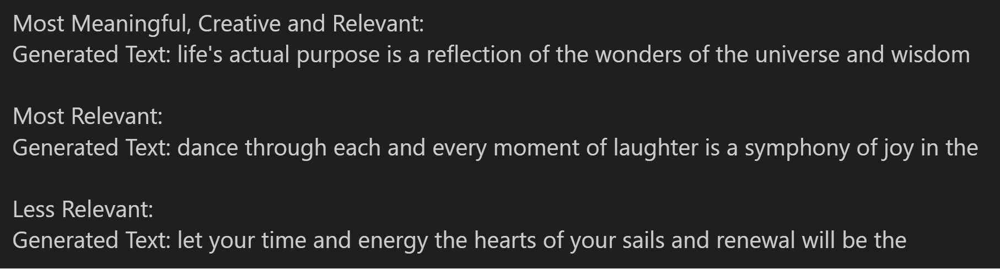 Most Meaningful, Creative and Relevant:
Generated Text: life's actual purpose is a reflection of the wonders of the universe and wisdom
Most Relevant:
Generated Text: dance through each and every moment of laughter is a symphony of joy in the
Less Relevant:
Generated Text: let your time and energy the hearts of your sails and renewal will be the